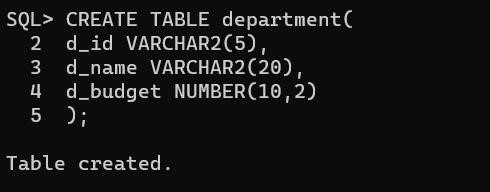 SQL> CREATE TABLE department(
  2  d_id VARCHAR2(5),
  3  d_name VARCHAR2(20),
  4  d_budget NUMBER(10,2)
  5  );

Table created.